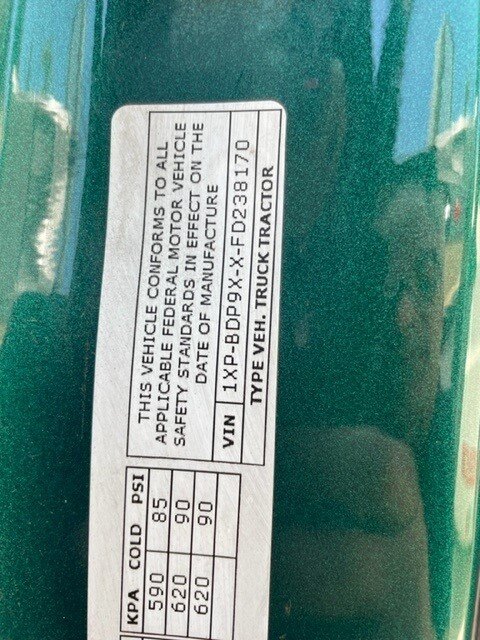 KPA COLD PSI
590 85
620 90
620 90
THIS VEHICLE CONFORMS TO ALL
APPLICABLE FEDERAL MOTOR VEHICLE
SAFETY STANDARDS IN EFFECT ON THE
DATE OF MANUFACTURE
VIN 1XP-BDP9X-X-FD238170
TYPE VEH. TRUCK TRACTOR